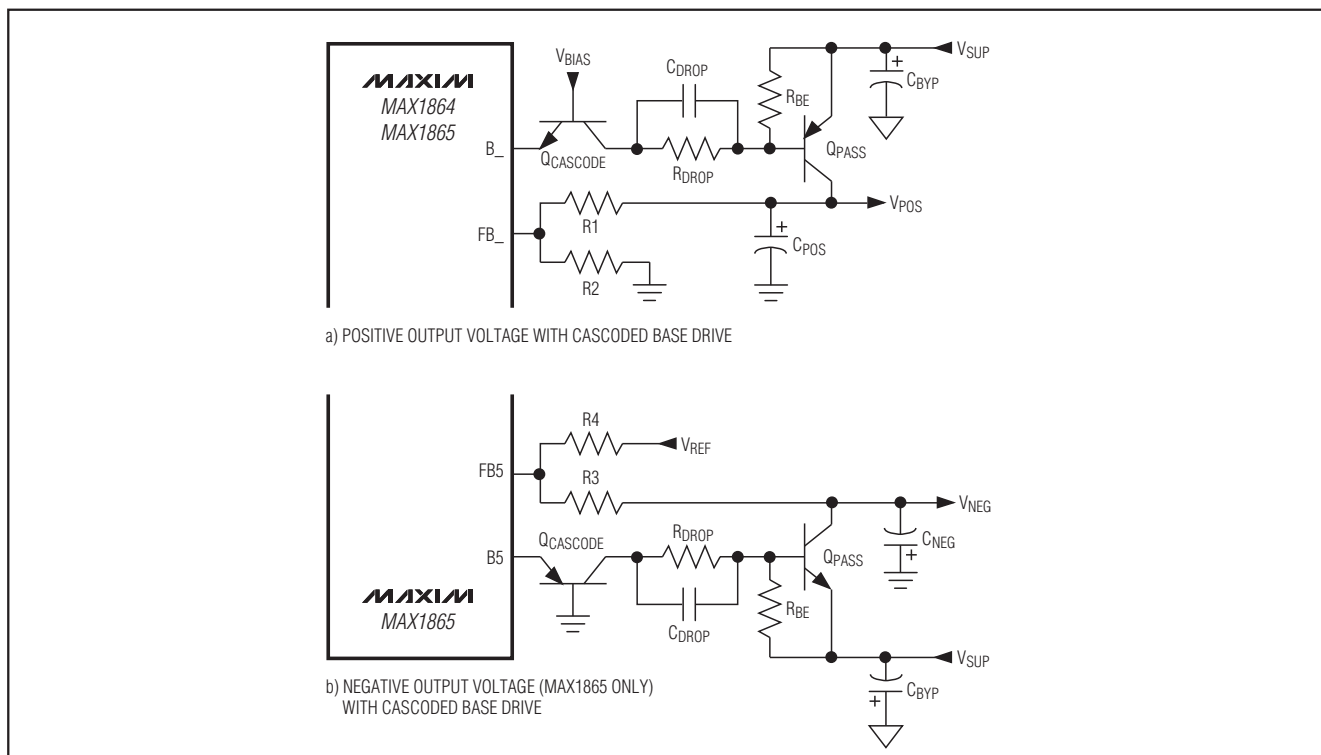 VSUP
VBIAS
CDROP
CBYP
RBE
MAXIM
MAX1864
MAX1865
B_
QCASCODE
RDROP
QPASS
VPOS
R1
FB_
CPOS
R2
a) POSITIVE OUTPUT VOLTAGE WITH CASCODED BASE DRIVE
R4
VREF
FB5
R3
VNEG
QCASCODE
RDROP
CNEG
B5
QPASS
MAXIM
RBE
MAX1865
CDROP
VSUP
b) NEGATIVE OUTPUT VOLTAGE (MAX1865 ONLY)
CBYP
WITH CASCODED BASE DRIVE